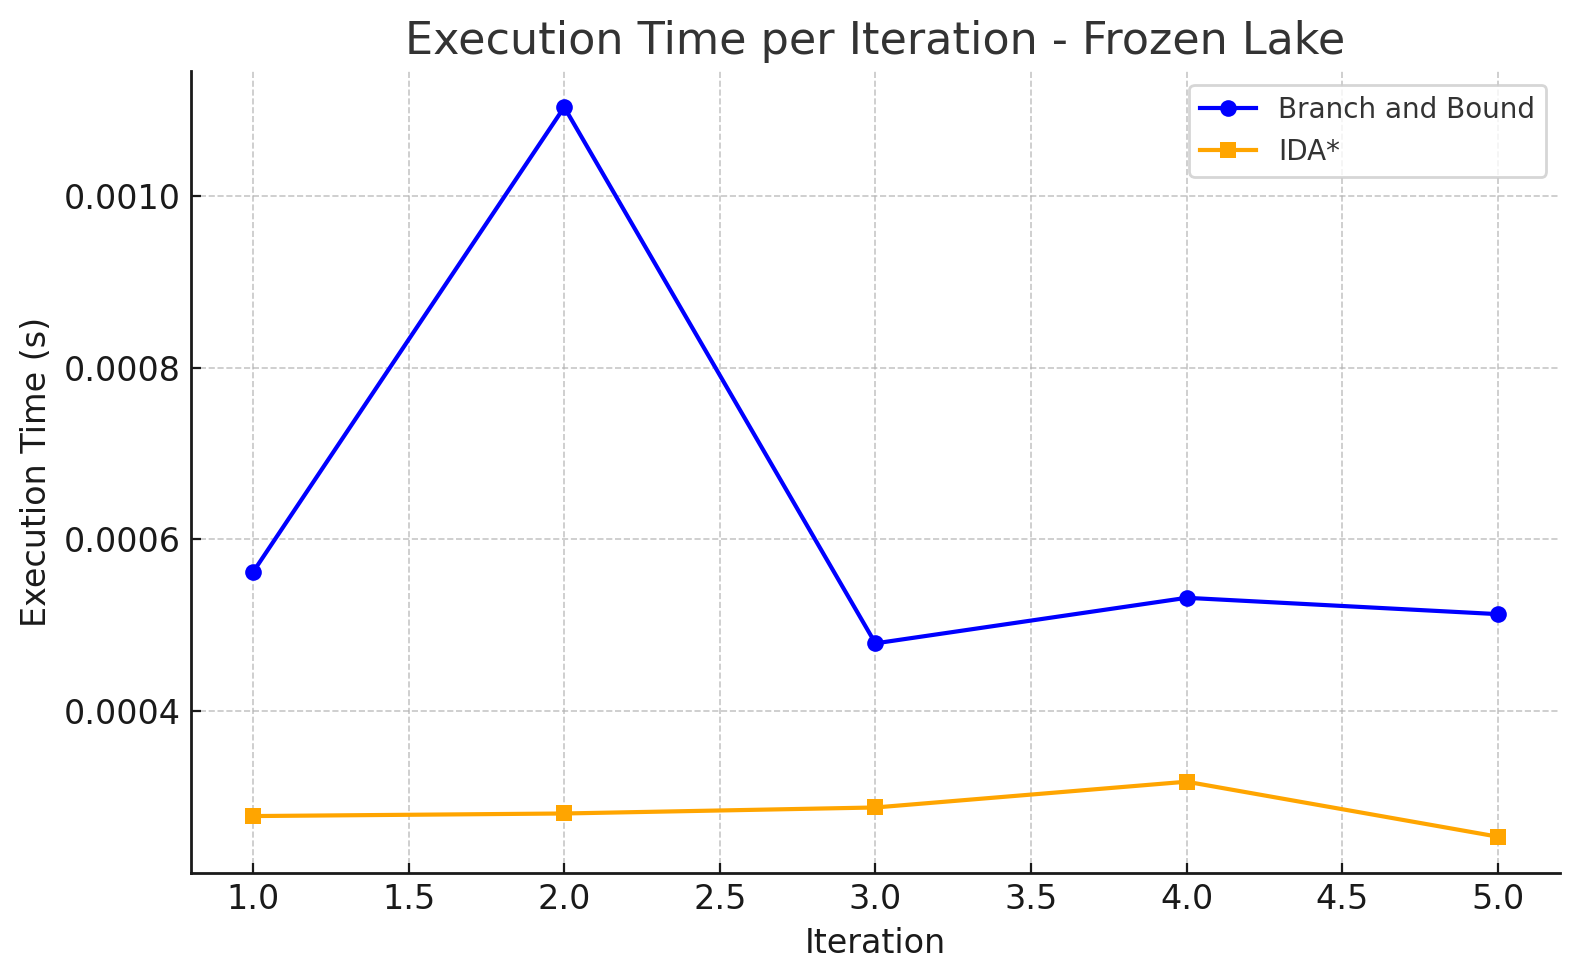 Execution Time per Iteration - Frozen Lake
Branch and Bound
IDA*
Execution Time (s)
0.0010
0.0008
0.0006
0.0004
1.0 1.5 2.0 2.5 3.0 3.5 4.0 4.5 5.0
Iteration